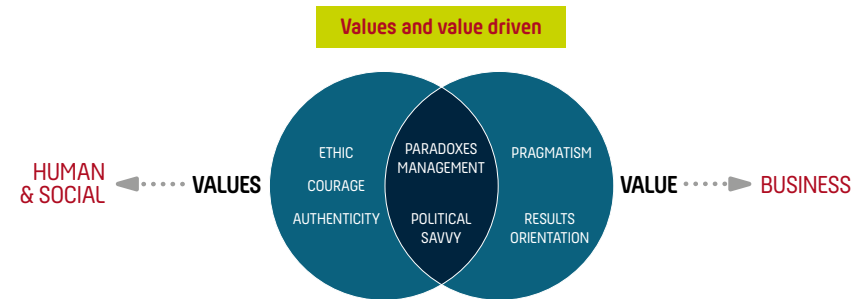 Values and value driven
HUMAN
& SOCIAL
VALUES
ETHIC
COURAGE
AUTHENTICITY
PARADOXES
MANAGEMENT
POLITICAL
SAVVY
PRAGMATISM
RESULTS
ORIENTATION
VALUE
BUSINESS